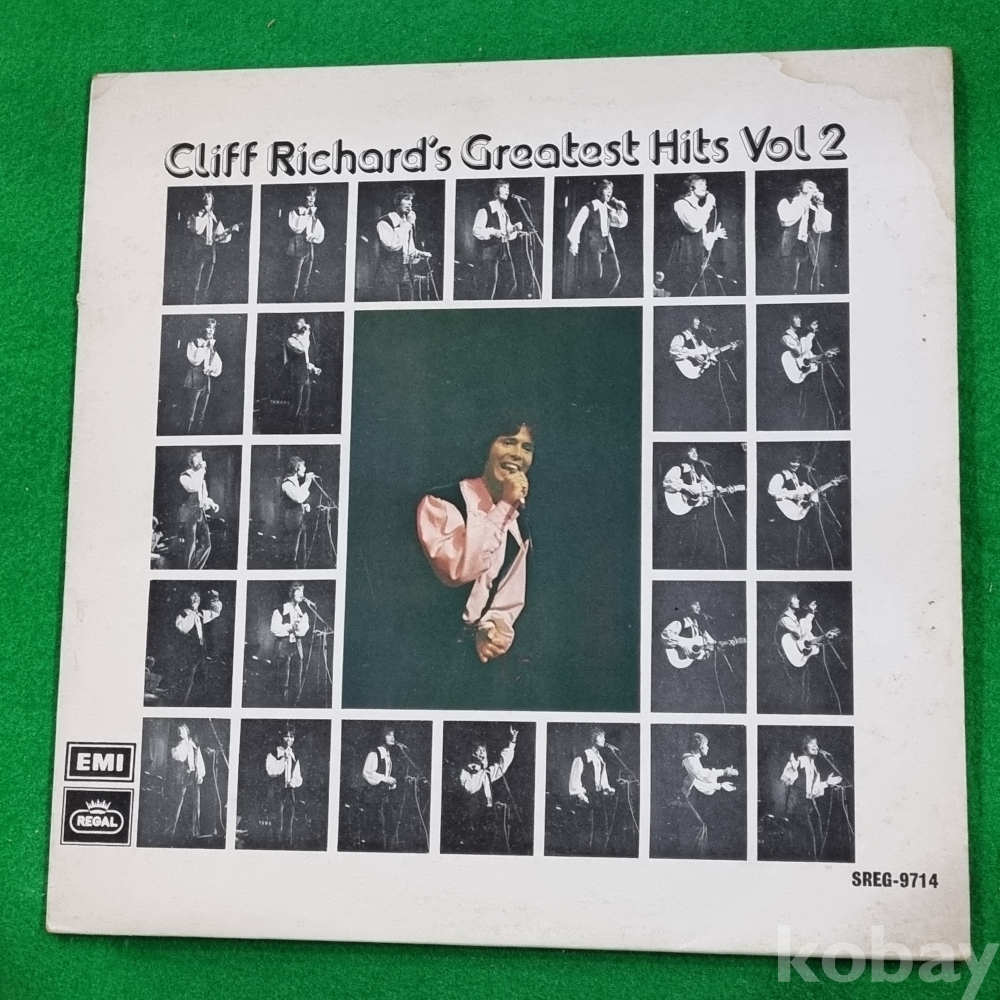 Cliff Richard's Greatest Hits Vol 2
EMI
REGAL
SREG-9714
kobay